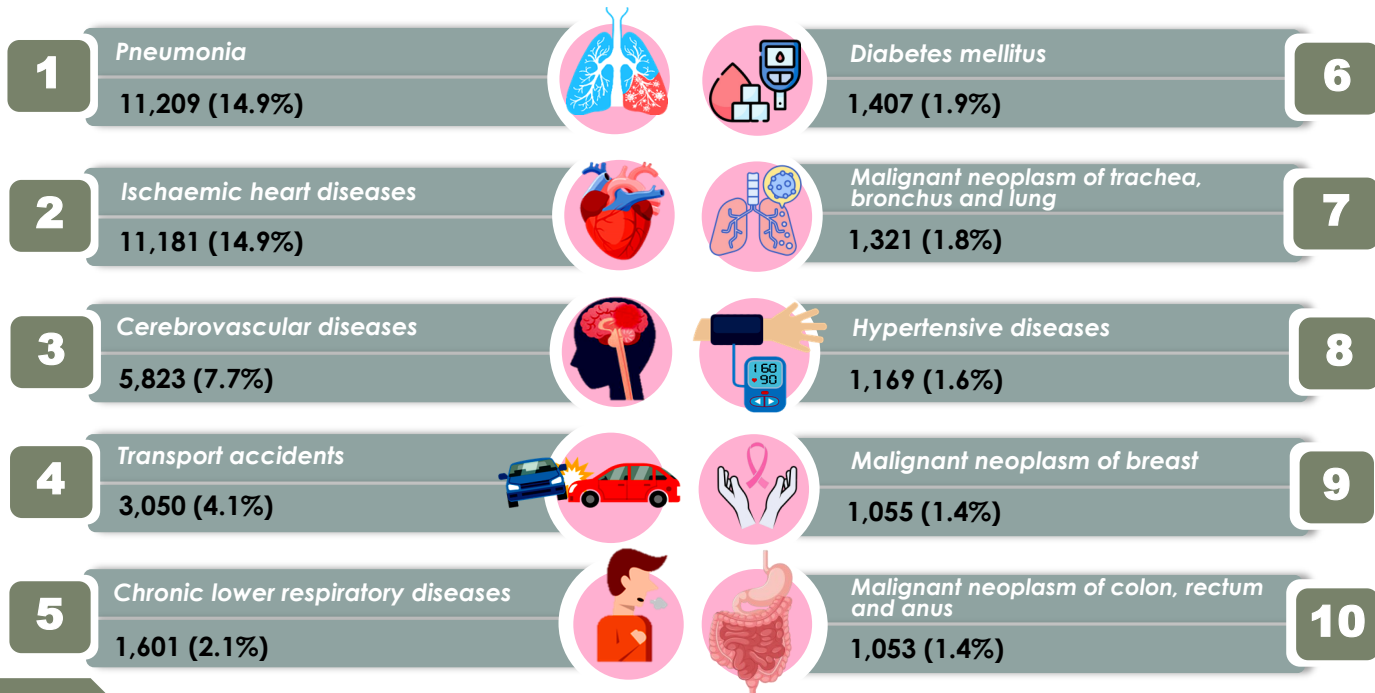 1
Pneumonia
11,209 (14.9%)
2
Ischaemic heart diseases
11,181 (14.9%)
3
Cerebrovascular diseases
5,823 (7.7%)
4
Transport accidents
3,050 (4.1%)
5
Chronic lower respiratory diseases
1,601 (2.1%)
Diabetes mellitus
1,407 (1.9%)
6
Malignant neoplasm of trachea,
bronchus and lung
1,321 (1.8%)
7
Hypertensive diseases
1,169 (1.6%)
8
160
90
Malignant neoplasm of breast
1,055 (1.4%)
9
Malignant neoplasm of colon, rectum
and anus
1,053 (1.4%)
10